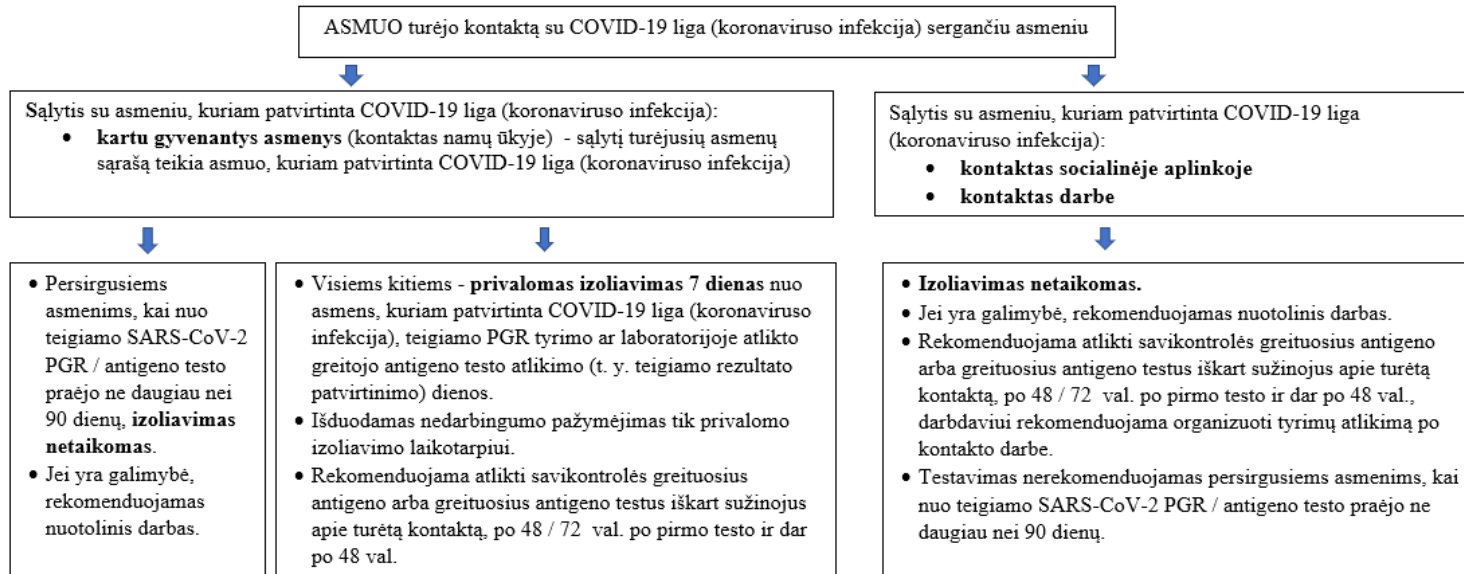 ASMUO turėjo kontaktą su COVID-19 liga (koronaviruso infekcija) sergančiu asmeniu
Sąlytis su asmeniu, kuriam patvirtinta COVID-19 liga (koronaviruso infekcija):
• kartu gyvenantys asmenys (kontaktas namų ūkyje) - sąlytį turėjusių asmenų
sąrašą teikia asmuo, kuriam patvirtinta COVID-19 liga (koronaviruso infekcija)
Sąlytis su asmeniu, kuriam patvirtinta COVID-19 liga
(koronaviruso infekcija):
• kontaktas socialinėje aplinkoje
• kontaktas darbe
• Persirgusiems
asmenims, kai nuo
teigiamo SARS-CoV-2
PGR / antigeno testo
praėjo ne daugiau nei
90 dienų, izoliavimas
netaikomas.
• Jei yra galimybė,
rekomenduojamas
nuotolinis darbas.
• Visiems kitiems - privalomas izoliavimas 7 dienas nuo
asmens, kuriam patvirtinta COVID-19 liga (koronaviruso
infekcija), teigiamo PGR tyrimo ar laboratorijoje atlikto
greitojo antigeno testo atlikimo (t. y. teigiamo rezultato
patvirtinimo) dienos.
• Išduodamas nedarbingumo pažymėjimas tik privalomo
izoliavimo laikotarpiui.
• Rekomenduojama atlikti savikontrolės greituosius
antigeno arba greituosius antigeno testus iškart sužinojus
apie turėtą kontaktą, po 48 / 72 val. po pirmo testo ir dar
po 48 val.
• Izoliavimas netaikomas.
• Jei yra galimybė, rekomenduojamas nuotolinis darbas.
• Rekomenduojama atlikti savikontrolės greituosius antigeno
arba greituosius antigeno testus iškart sužinojus apie turėtą
kontaktą, po 48 / 72 val. po pirmo testo ir dar po 48 val.,
darbdaviui rekomenduojama organizuoti tyrimų atlikimą po
kontakto darbe.
• Testavimas nerekomenduojamas persirgusiems asmenims, kai
nuo teigiamo SARS-CoV-2 PGR / antigeno testo praėjo ne
daugiau nei 90 dienų.